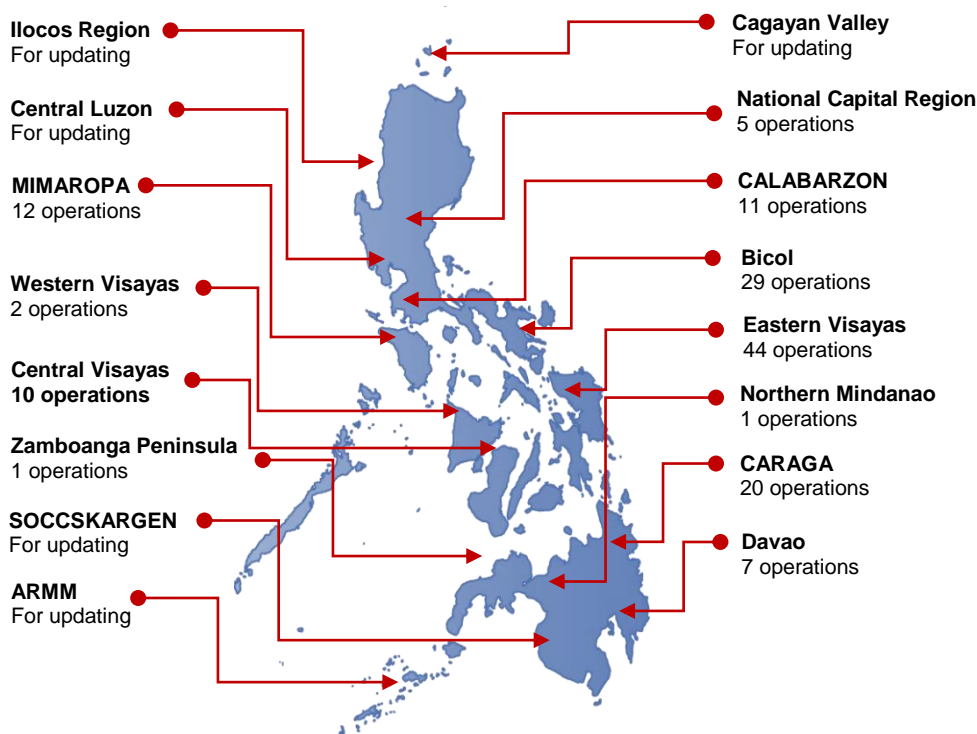 Ilocos Region
For updating
Central Luzon
For updating
MIMAROPA
12 operations
Western Visayas
2 operations
Central Visayas
10 operations
Zamboanga Peninsula
1 operations
SOCCSKARGEN
For updating
ARMM
For updating
Cagayan Valley
For updating
National Capital Region
5 operations
CALABARZON
11 operations
Bicol
29 operations
Eastern Visayas
44 operations
Northern Mindanao
1 operations
CARAGA
20 operations
Davao
7 operations